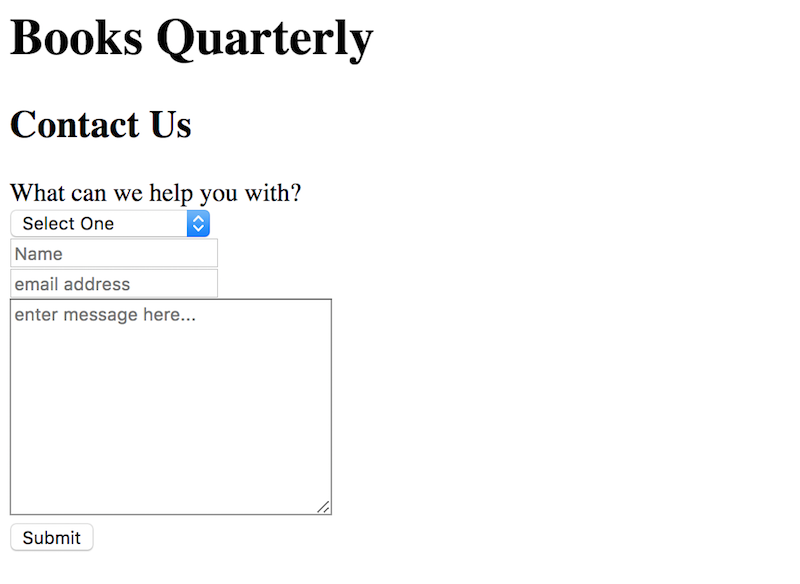 Books Quarterly
Contact Us
What can we help you with?
Select One
Name
email address
enter message here...
Submit